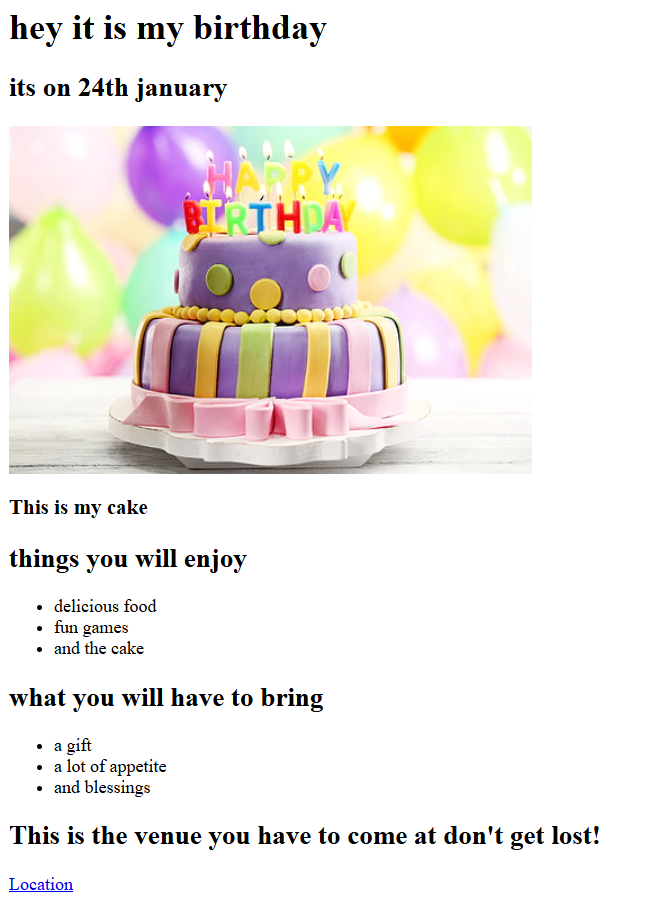 hey it is my birthday
its on 24th january
HAPPY
BIRTHDAY
This is my cake
things you will enjoy
delicious food
fun games
and the cake
what you will have to bring
a gift
a lot of appetite
and blessings
This is the venue you have to come at don't get lost!
Location